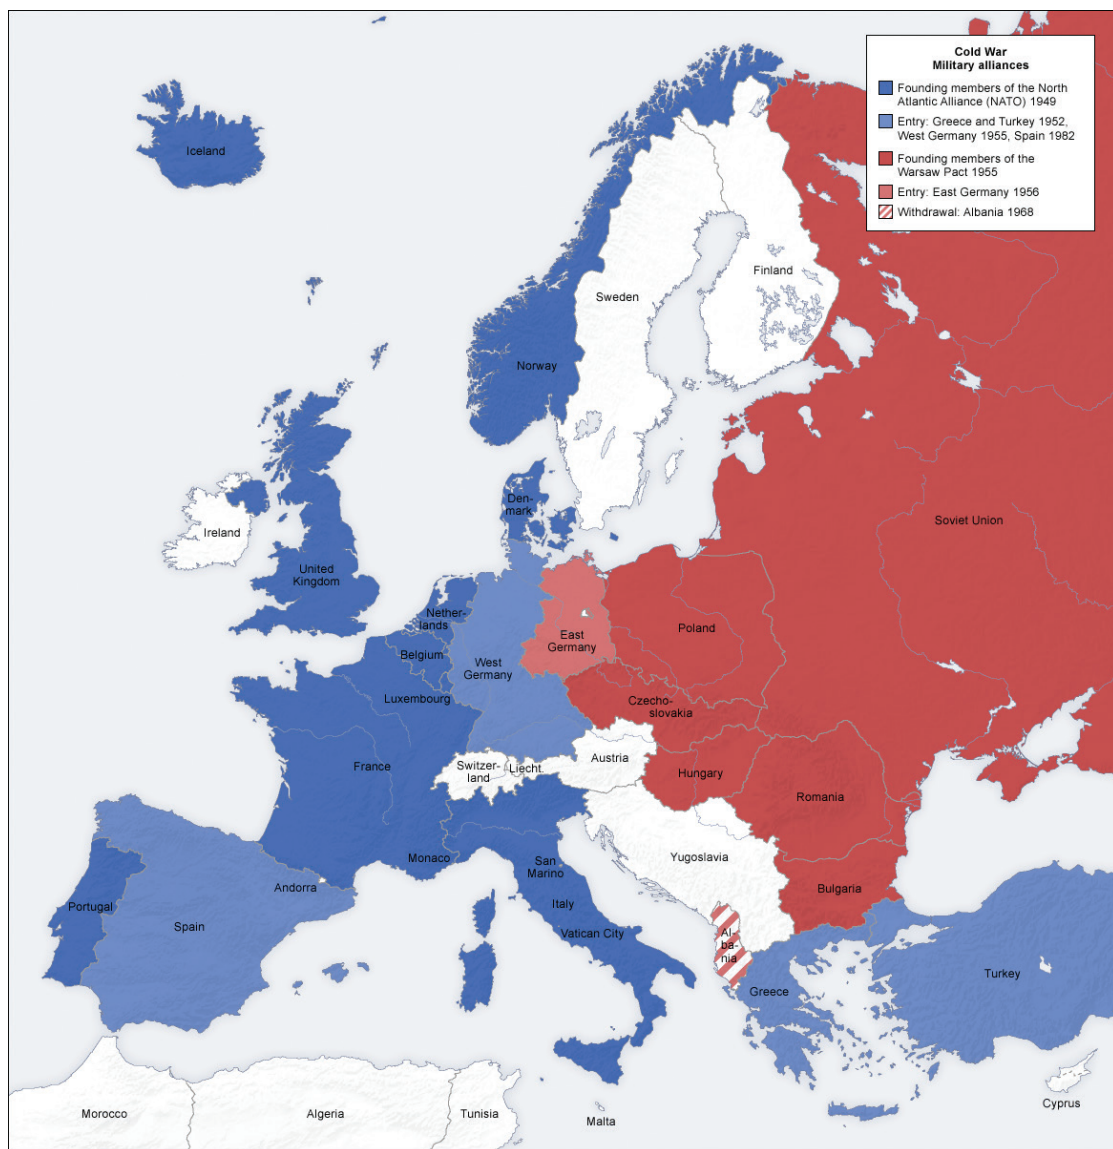 Cold War
Military alliances
Founding members of the North
Atlantic Alliance (NATO) 1949
Entry: Greece and Turkey 1952,
West Germany 1955, Spain 1982
Founding members of the
Warsaw Pact 1955
Entry: East Germany 1956
Withdrawal: Albania 1968
Iceland
Finland
Sweden
Norway
Den-
mark
Soviet Union
Ireland
United
Kingdom
Nether-
lands
Poland
East
Germany
Belgium
West
Germany
Luxembourg
Czecho-
slovakia
Austria
Switzer-
land
Liecht.
France
Hungary
Romania
Monaco
San
Marino
Yugoslavia
Andorra
Bulgaria
Portugal
Italy
Spain
Vatican City
Al-
ba-
nia
Turkey
Greece
Morocco
Algeria
Tunisia
Malta
Cyprus